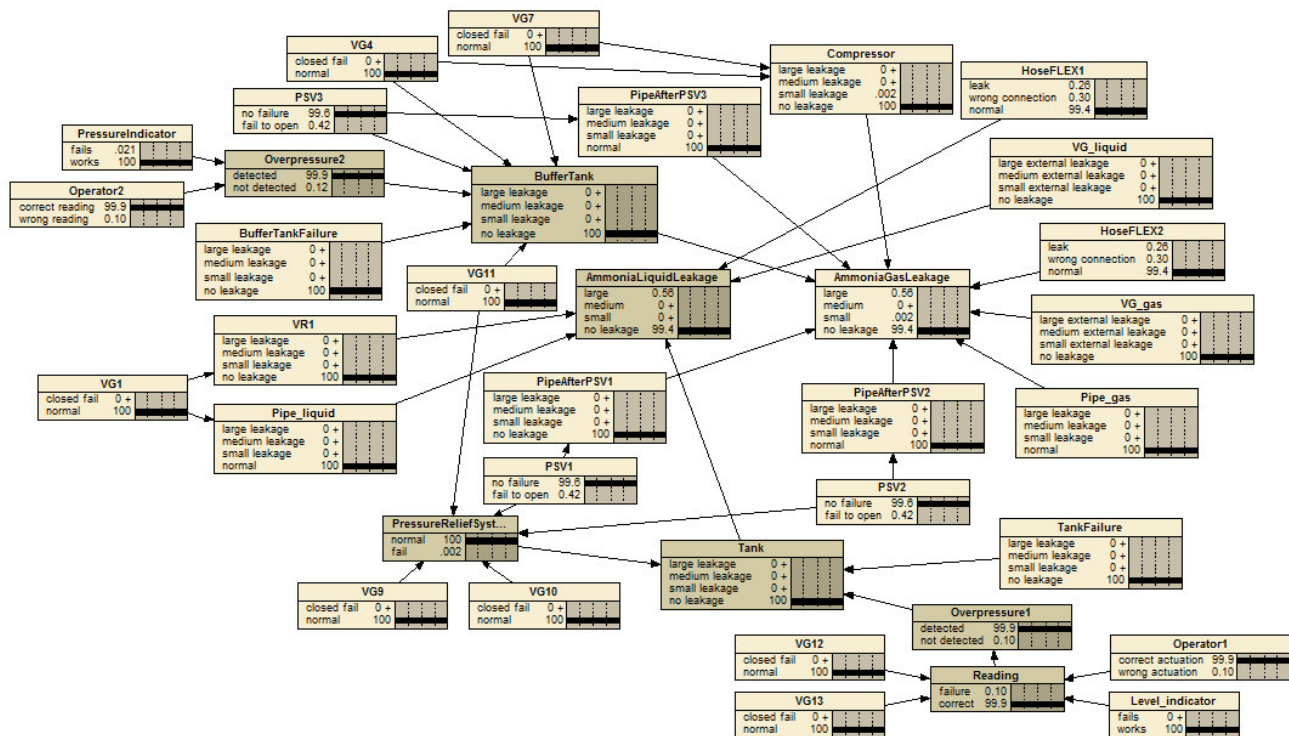 VG7
closed fail 0 +
normal 100
VG4
closed fail 0 +
normal 100
Compressor
large leakage 0 +
medium leakage 0 +
small leakage .002
no leakage 100
HoseFLEX1
leak 0.26
wrong connection 0.30
normal 99.4
PSV3
no failure 99.6
fail to open 0.42
PipeAfterPSV3
large leakage 0 +
medium leakage 0 +
small leakage 0 +
normal 100
PressureIndicator
fails .021
works 100
Overpressure2
detected 99.9
not detected 0.12
VG_liquid
large external leakage 0 +
medium external leakage 0 +
small external leakage 0 +
no leakage 100
BufferTank
large leakage 0 +
medium leakage 0 +
small leakage 0 +
no leakage 100
Operator2
correct reading 99.9
wrong reading 0.10
BufferTankFailure
large leakage 0 +
medium leakage 0 +
small leakage 0 +
no leakage 100
HoseFLEX2
leak 0.26
wrong connection 0.30
normal 99.4
VG11
closed fail 0 +
normal 100
AmmoniaLiquidLeakage
large 0.56
medium 0 +
small 0 +
no leakage 99.4
AmmoniaGasLeakage
large 0.56
medium 0 +
small .002
no leakage 99.4
VG_gas
large external leakage 0 +
medium external leakage 0 +
small external leakage 0 +
no leakage 100
VR1
large leakage 0 +
medium leakage 0 +
small leakage 0 +
no leakage 100
VG1
closed fail 0 +
normal 100
PipeAfterPSV1
large leakage 0 +
medium leakage 0 +
small leakage 0 +
no leakage 100
PipeAfterPSV2
large leakage 0 +
medium leakage 0 +
small leakage 0 +
normal 100
Pipe_gas
large leakage 0 +
medium leakage 0 +
small leakage 0 +
normal 100
Pipe_liquid
large leakage 0 +
medium leakage 0 +
small leakage 0 +
normal 100
PSV1
no failure 99.6
fail to open 0.42
PSV2
no failure 99.6
fail to open 0.42
PressureReliefSyst...
normal 100
fail .002
Tank
large leakage 0 +
medium leakage 0 +
small leakage 0 +
no leakage 100
TankFailure
large leakage 0 +
medium leakage 0 +
small leakage 0 +
no leakage 100
VG9
closed fail 0 +
normal 100
VG10
closed fail 0 +
normal 100
Overpressure1
detected 99.9
not detected 0.10
VG12
closed fail 0 +
normal 100
Operator1
correct actuation 99.9
wrong actuation 0.10
Reading
failure 0.10
correct 99.9
VG13
closed fail 0 +
normal 100
Level_indicator
fails 0 +
works 100